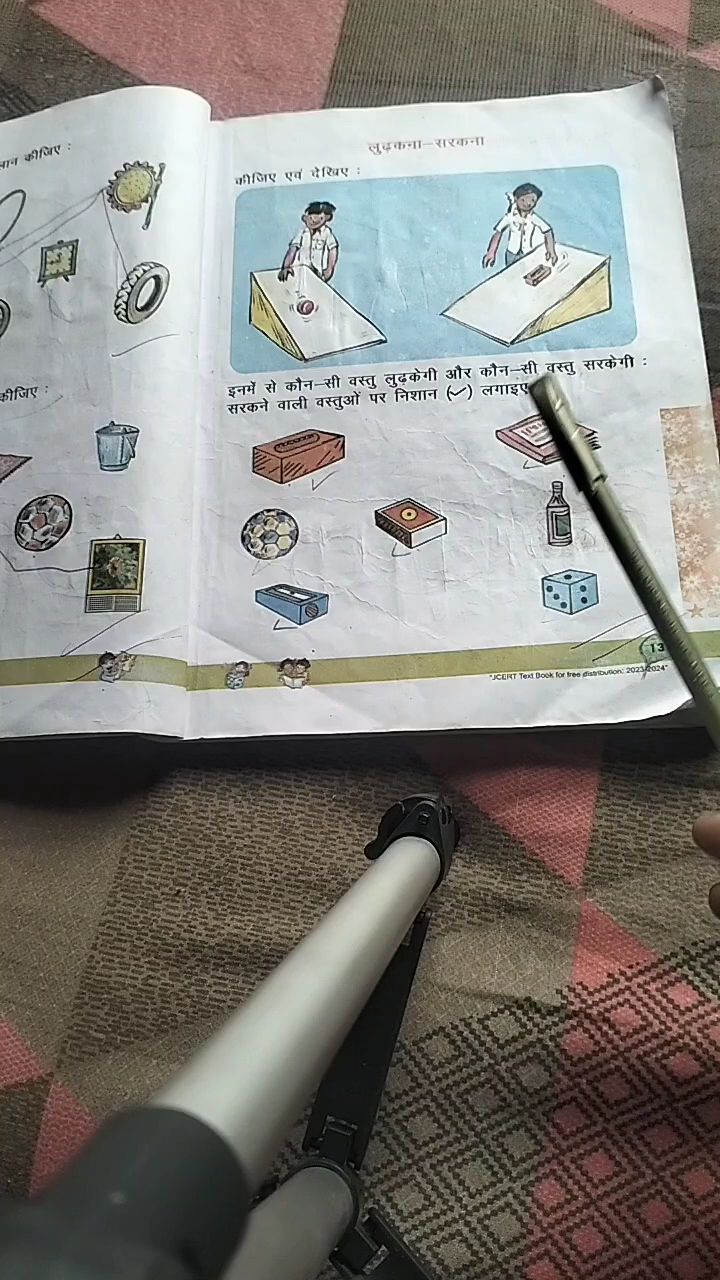 कीजिए :
कीजिए :
लुढ़कना–सरकना
कीजिए एवं देखिए :
इनमें से कौन–सी वस्तु लुढ़केगी और कौन–सी वस्तु सरकेगी :
सरकने वाली वस्तुओं पर निशान (✓) लगाइए
13
"JCERT Text Book for free distribution: 2023-2024"